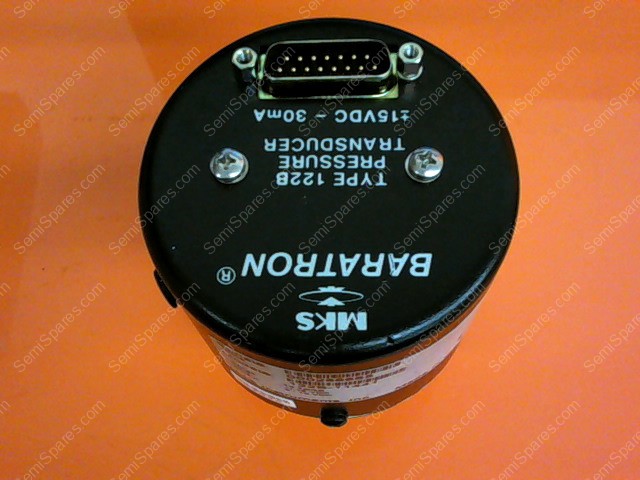 MKS
BARATRON®
TYPE 122B
PRESSURE
TRANSDUCER
±15VDC - 30mA
SemiSpares.com